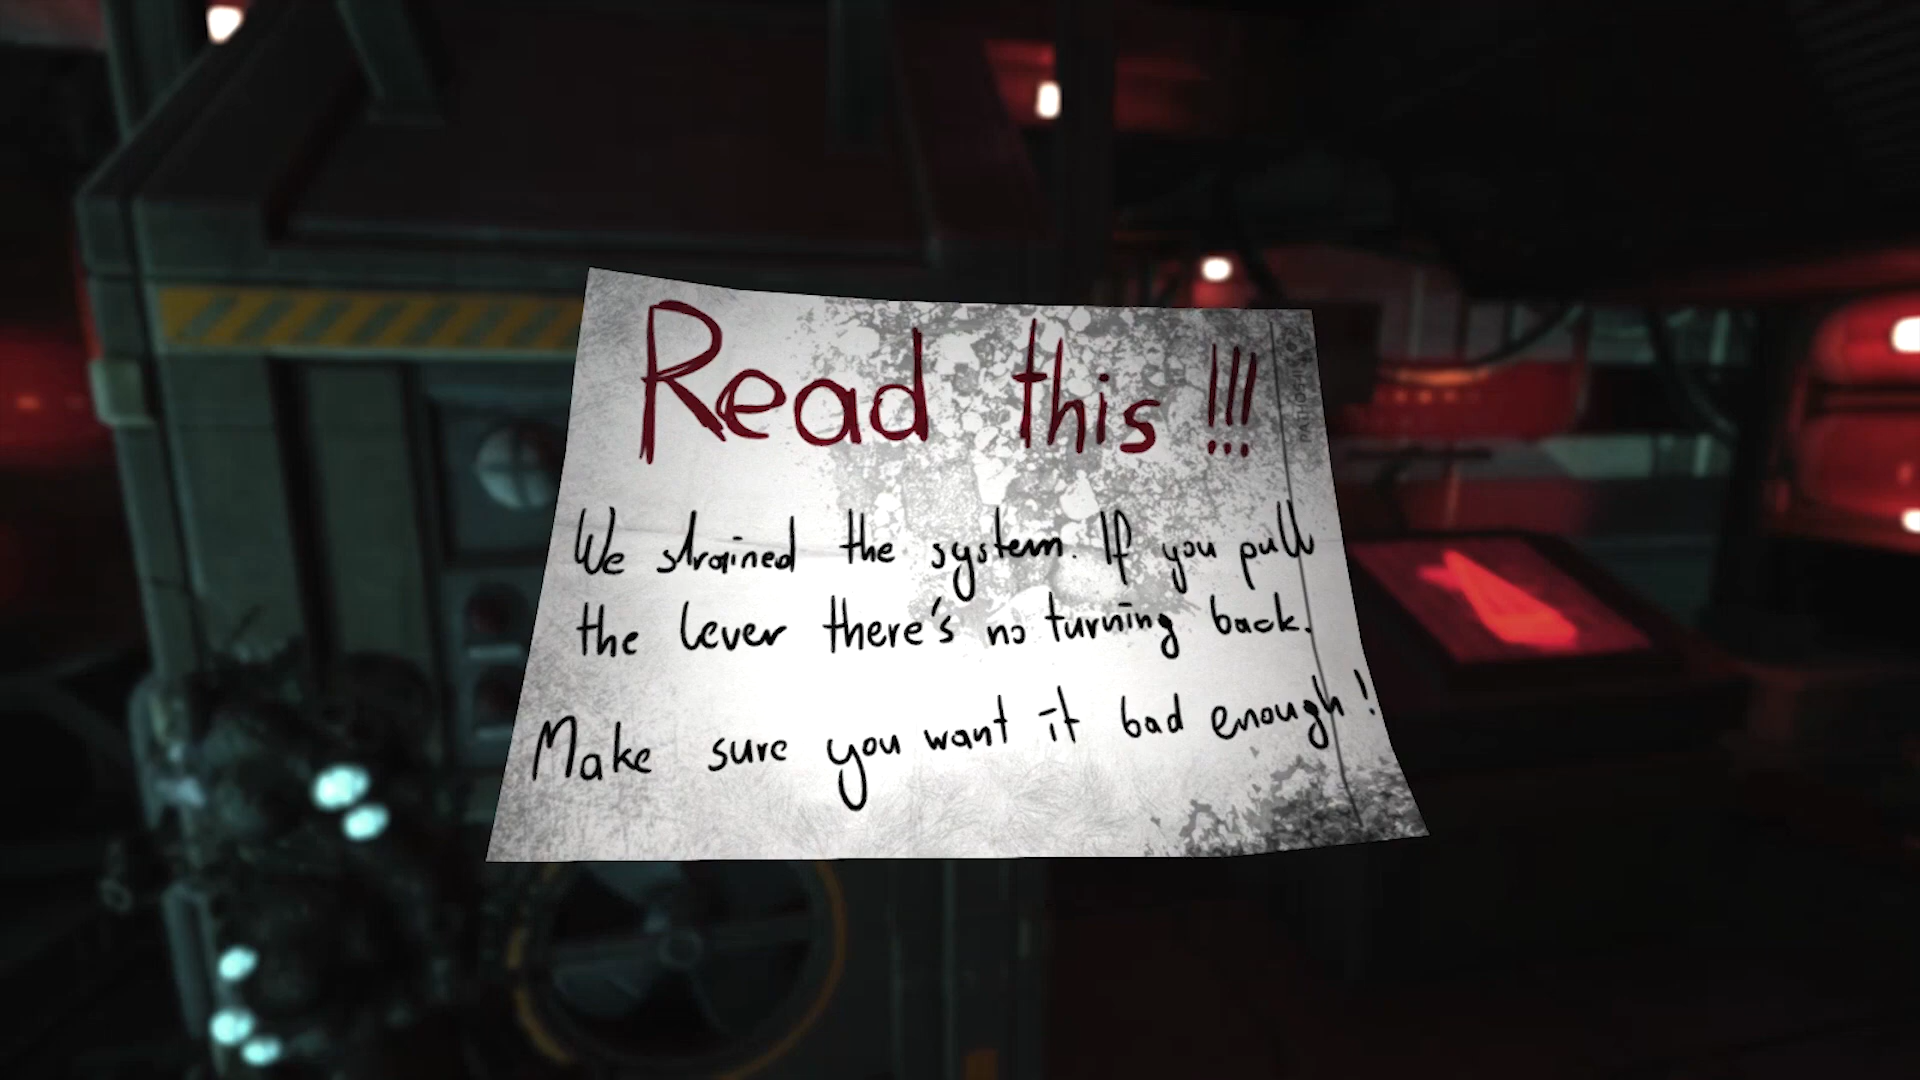 Read this !!!
We strained the system. If you pull
the lever there's no turning back.
Make sure you want it bad enough!